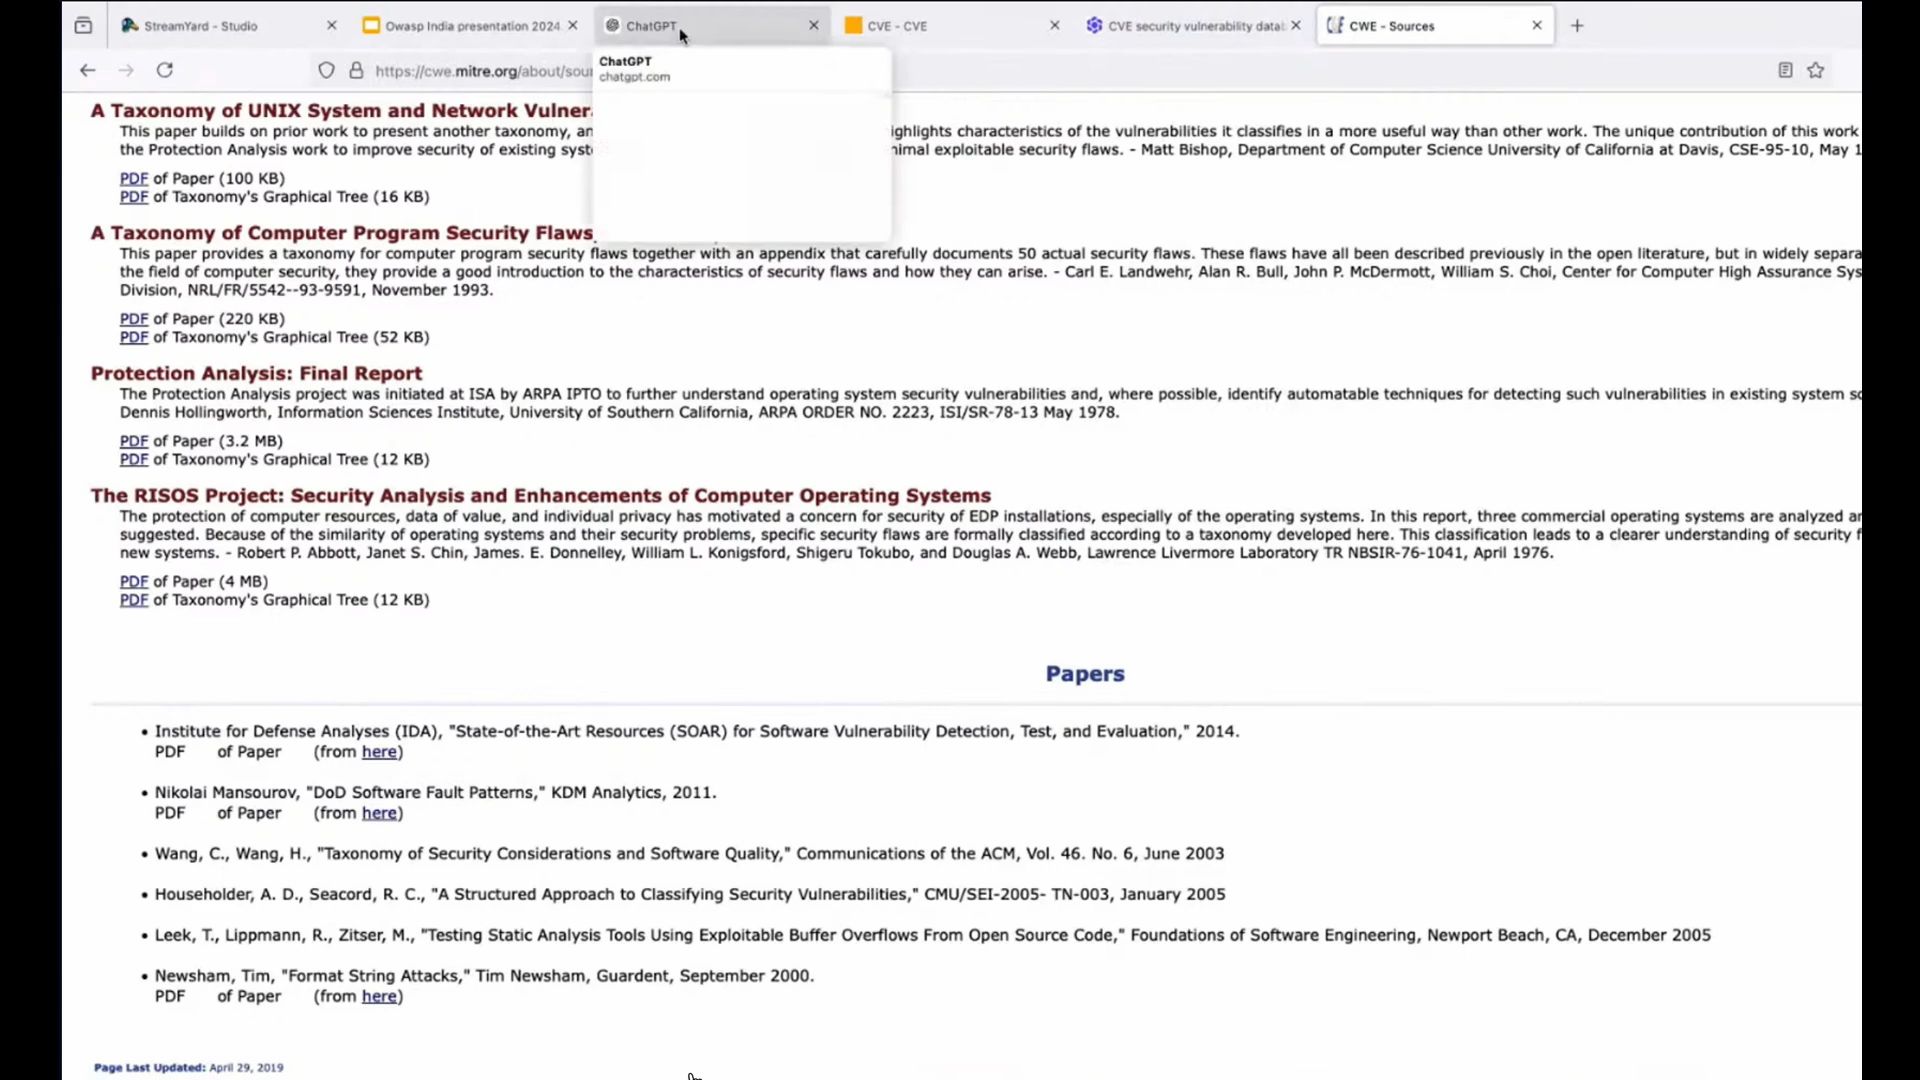 StreamYard - Studio
Owasp India presentation 2024
ChatGPT
CVE - CVE
CVE security vulnerability datab
CWE - Sources
https://cwe.mitre.org/about/sou
ChatGPT
chatgpt.com
A Taxonomy of UNIX System and Network Vulner
This paper builds on prior work to present another taxonomy, an ighlights characteristics of the vulnerabilities it classifies in a more useful way than other work. The unique contribution of this work
the Protection Analysis work to improve security of existing syst nimal exploitable security flaws. - Matt Bishop, Department of Computer Science University of California at Davis, CSE-95-10, May 1
PDF of Paper (100 KB)
PDF of Taxonomy's Graphical Tree (16 KB)
A Taxonomy of Computer Program Security Flaws,
This paper provides a taxonomy for computer program security flaws together with an appendix that carefully documents 50 actual security flaws. These flaws have all been described previously in the open literature, but in widely separa
the field of computer security, they provide a good introduction to the characteristics of security flaws and how they can arise. - Carl E. Landwehr, Alan R. Bull, John P. McDermott, William S. Choi, Center for Computer High Assurance Sys
Division, NRL/FR/5542--93-9591, November 1993.
PDF of Paper (220 KB)
PDF of Taxonomy's Graphical Tree (52 KB)
Protection Analysis: Final Report
The Protection Analysis project was initiated at ISA by ARPA IPTO to further understand operating system security vulnerabilities and, where possible, identify automatable techniques for detecting such vulnerabilities in existing system so
Dennis Hollingworth, Information Sciences Institute, University of Southern California, ARPA ORDER NO. 2223, ISI/SR-78-13 May 1978.
PDF of Paper (3.2 MB)
PDF of Taxonomy's Graphical Tree (12 KB)
The RISOS Project: Security Analysis and Enhancements of Computer Operating Systems
The protection of computer resources, data of value, and individual privacy has motivated a concern for security of EDP installations, especially of the operating systems. In this report, three commercial operating systems are analyzed ar
suggested. Because of the similarity of operating systems and their security problems, specific security flaws are formally classified according to a taxonomy developed here. This classification leads to a clearer understanding of security f
new systems. - Robert P. Abbott, Janet S. Chin, James. E. Donnelley, William L. Konigsford, Shigeru Tokubo, and Douglas A. Webb, Lawrence Livermore Laboratory TR NBSIR-76-1041, April 1976.
PDF of Paper (4 MB)
PDF of Taxonomy's Graphical Tree (12 KB)
Papers
• Institute for Defense Analyses (IDA), "State-of-the-Art Resources (SOAR) for Software Vulnerability Detection, Test, and Evaluation," 2014.
PDF of Paper (from here)
• Nikolai Mansourov, "DoD Software Fault Patterns," KDM Analytics, 2011.
PDF of Paper (from here)
• Wang, C., Wang, H., "Taxonomy of Security Considerations and Software Quality," Communications of the ACM, Vol. 46. No. 6, June 2003
• Householder, A. D., Seacord, R. C., "A Structured Approach to Classifying Security Vulnerabilities," CMU/SEI-2005- TN-003, January 2005
• Leek, T., Lippmann, R., Zitser, M., "Testing Static Analysis Tools Using Exploitable Buffer Overflows From Open Source Code," Foundations of Software Engineering, Newport Beach, CA, December 2005
• Newsham, Tim, "Format String Attacks," Tim Newsham, Guardent, September 2000.
PDF of Paper (from here)
Page Last Updated: April 29, 2019